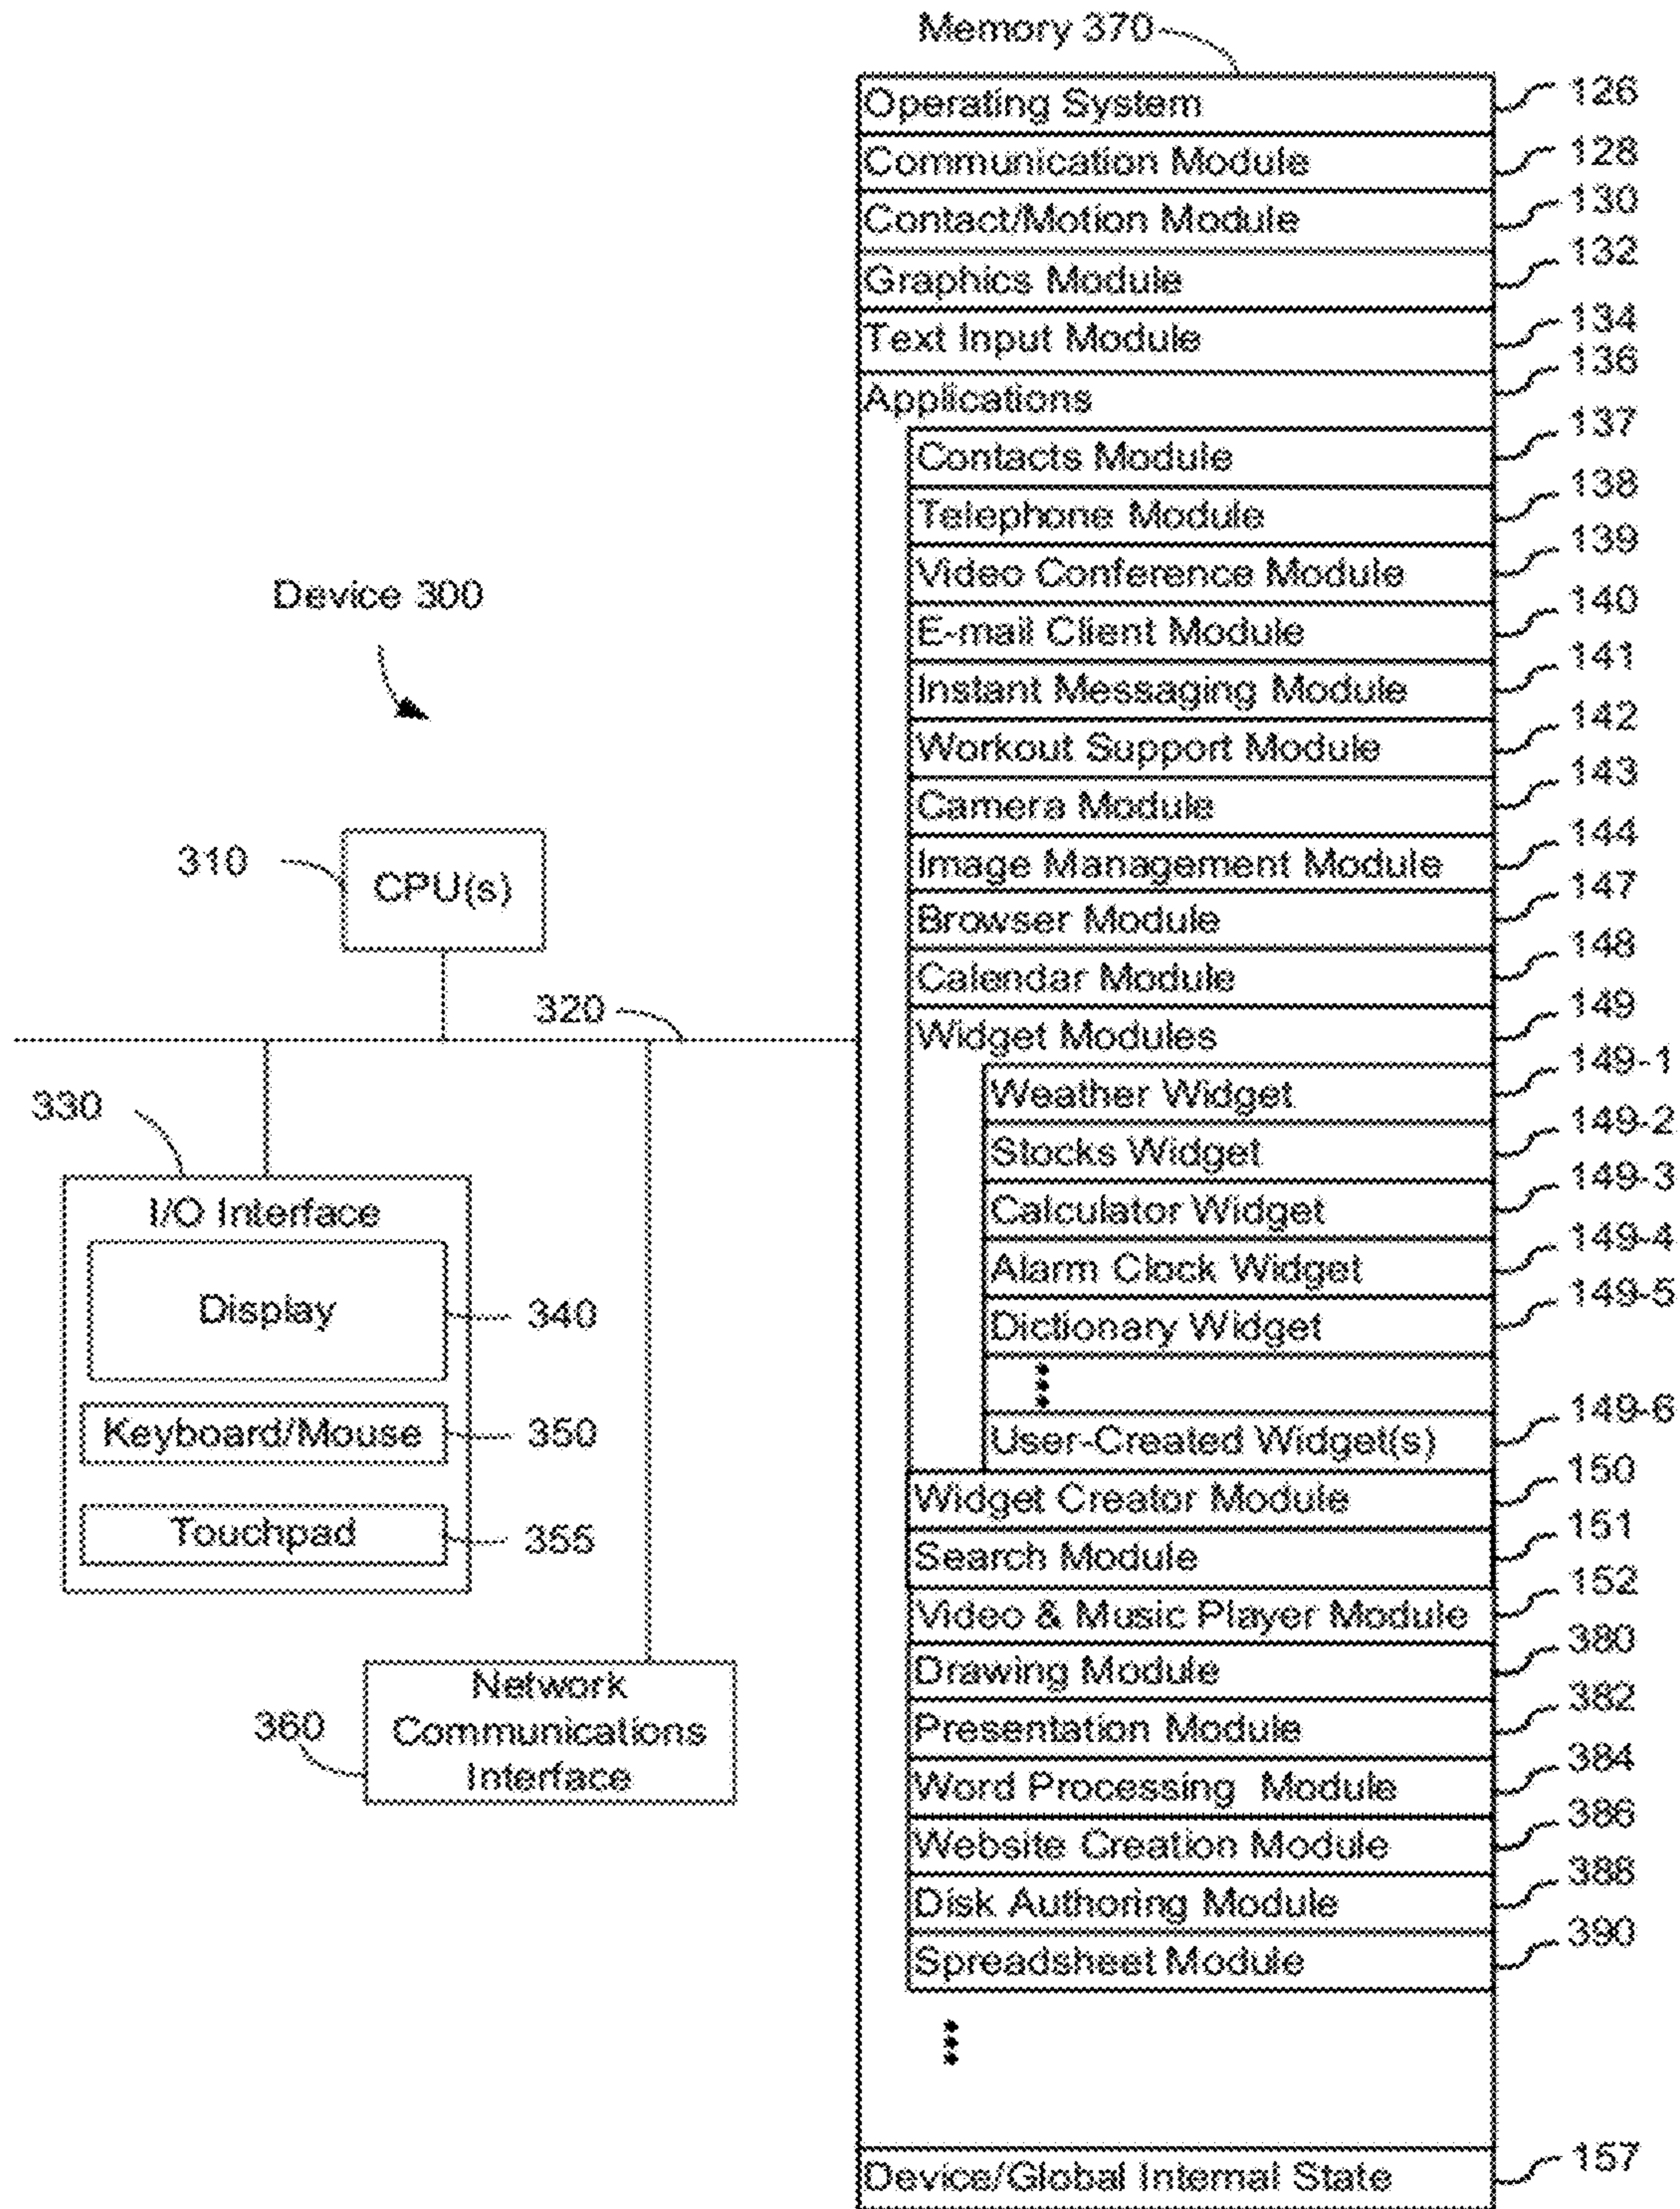 Memory 370
Operating System 126
Communication Module 128
Contact/Motion Module 130
Graphics Module 132
Text Input Module 134
Applications 136
Contacts Module 137
Telephone Module 138
Video Conference Module 139
E-mail Client Module 140
Instant Messaging Module 141
Workout Support Module 142
Camera Module 143
Image Management Module 144
Browser Module 147
Calendar Module 148
Widget Modules 149
Weather Widget 149-1
Stocks Widget 149-2
Calculator Widget 149-3
Alarm Clock Widget 149-4
Dictionary Widget 149-5
User-Created Widget(s) 149-6
Widget Creator Module 150
Search Module 151
Video & Music Player Module 152
Drawing Module 380
Presentation Module 382
Word Processing Module 384
Website Creation Module 386
Disk Authoring Module 388
Spreadsheet Module 390
Device/Global Internal State 157
Device 300
310
CPU(s)
320
330
I/O Interface
Display 340
Keyboard/Mouse 350
Touchpad 355
360
Network
Communications
Interface